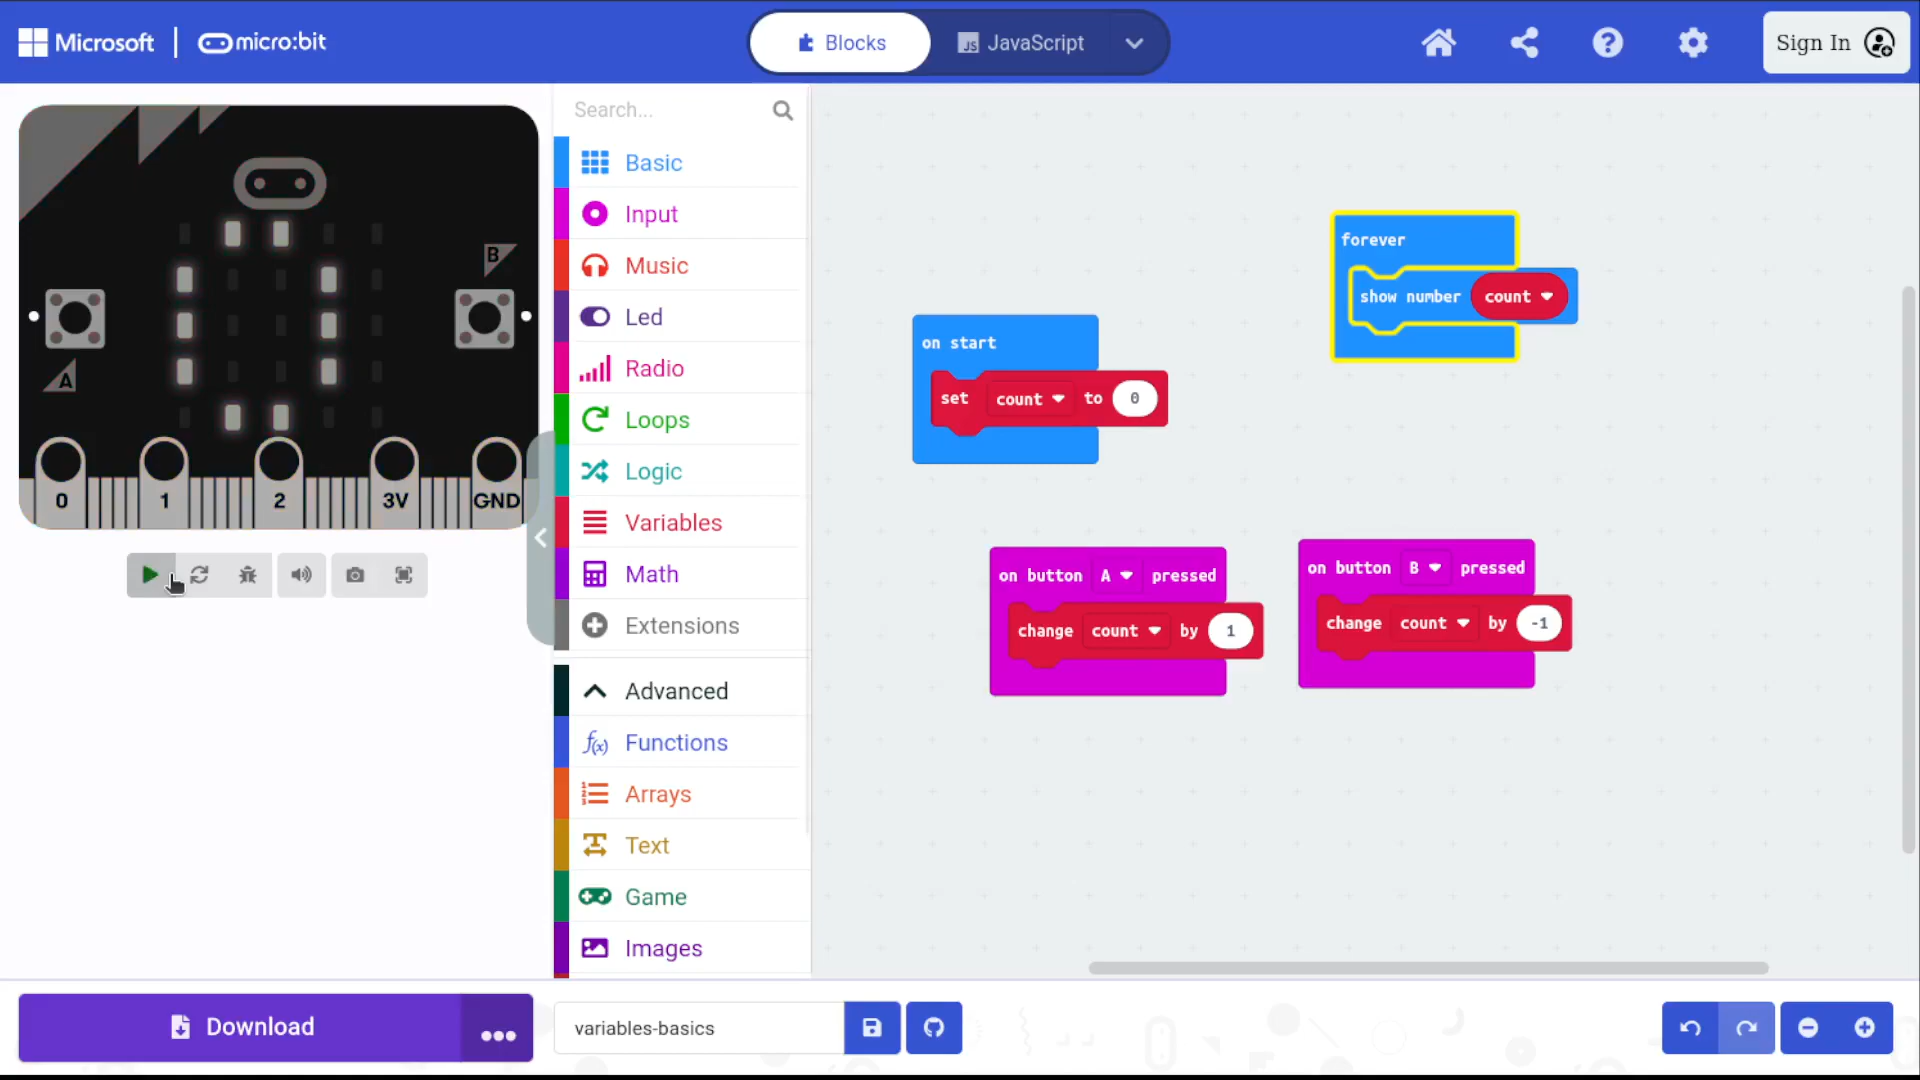 Microsoft | micro:bit
Blocks
JS JavaScript
Sign In
B
A
0 1 2 3V GND
Search...
Basic
Input
Music
Led
Radio
Loops
Logic
Variables
Math
Extensions
Advanced
f(x) Functions
Arrays
Text
Game
Images
forever
show number count
on start
set count to 0
on button A pressed
change count by 1
on button B pressed
change count by -1
Download
variables-basics